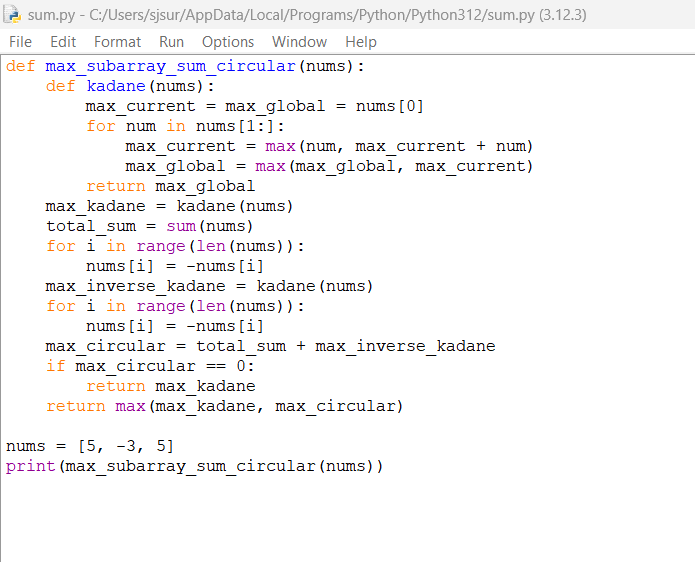 sum.py - C:/Users/sjsur/AppData/Local/Programs/Python/Python312/sum.py (3.12.3)
File Edit Format Run Options Window Help
def max_subarray_sum_circular(nums):
    def kadane(nums):
        max_current = max_global = nums[0]
        for num in nums[1:]:
            max_current = max(num, max_current + num)
            max_global = max(max_global, max_current)
        return max_global
    max_kadane = kadane(nums)
    total_sum = sum(nums)
    for i in range(len(nums)):
        nums[i] = -nums[i]
    max_inverse_kadane = kadane(nums)
    for i in range(len(nums)):
        nums[i] = -nums[i]
    max_circular = total_sum + max_inverse_kadane
    if max_circular == 0:
        return max_kadane
    return max(max_kadane, max_circular)

nums = [5, -3, 5]
print(max_subarray_sum_circular(nums))